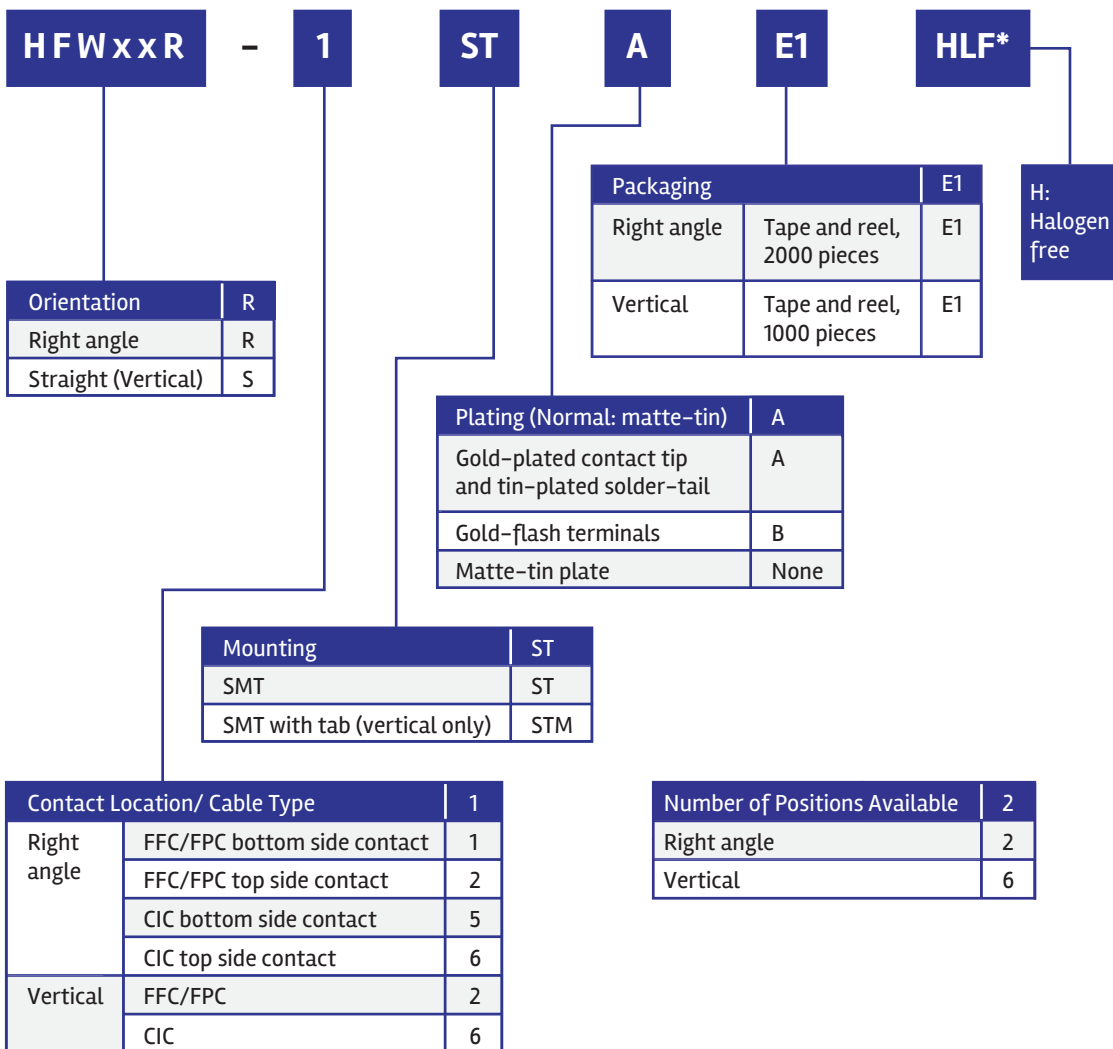 HFWxxR - 1 ST A E1 HLF*
Packaging E1
Right angle Tape and reel, E1
2000 pieces
Vertical Tape and reel, E1
1000 pieces
H:
Halogen
free
Orientation R
Right angle R
Straight (Vertical) S
Plating (Normal: matte-tin) A
Gold-plated contact tip A
and tin-plated solder-tail
Gold-flash terminals B
Matte-tin plate None
Mounting ST
SMT ST
SMT with tab (vertical only) STM
Contact Location/ Cable Type 1
Right FFC/FPC bottom side contact 1
angle FFC/FPC top side contact 2
CIC bottom side contact 5
CIC top side contact 6
Vertical FFC/FPC 2
CIC 6
Number of Positions Available 2
Right angle 2
Vertical 6